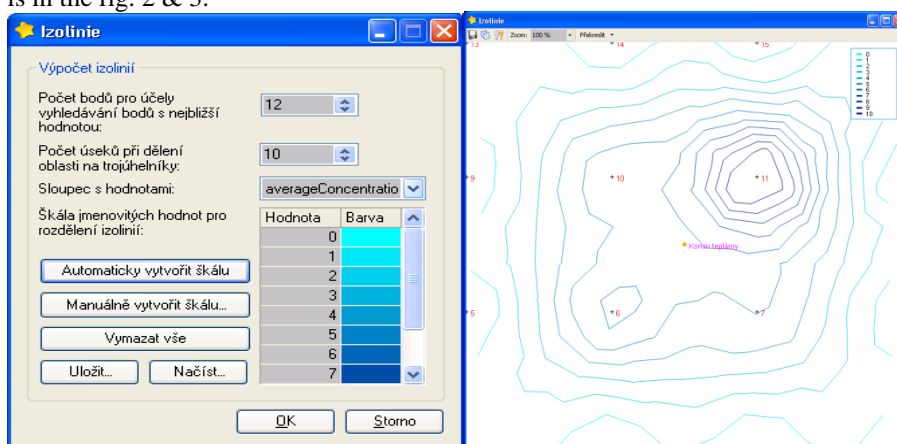 is in the fig. 2 & 3.
Izolinie
Výpočet izolinií
Počet bodů pro účely
vyhledávání bodů s nejbližší
hodnotou:
12
Počet úseků při dělení
oblasti na trojúhelníky:
10
Sloupec s hodnotami:
averageConcentratio
Škála jmenovitých hodnot pro
rozdělení izolinií:
Hodnota Barva
0
1
2
3
4
5
6
7
Automaticky vytvořit škálu
Manuálně vytvořit škálu...
Vymazat vše
Uložit... Načíst...
OK Storno
Izolinie
Zoom: 100 % Překreslit
13 14 15
9 10 11
Komín teplárny
5 6 7
0
1
2
3
4
5
6
7
8
9
10